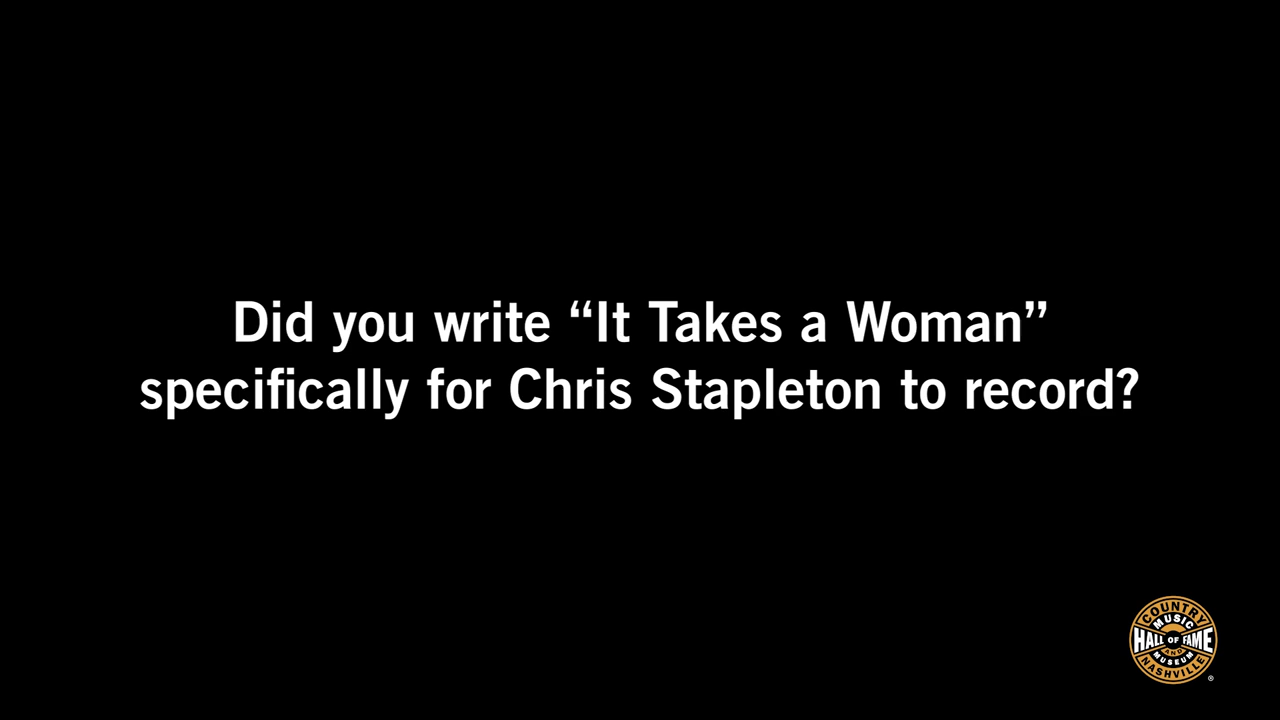 Did you write “It Takes a Woman”
specifically for Chris Stapleton to record?
COUNTRY
MUSIC
HALL OF FAME
AND
MUSEUM
NASHVILLE
®